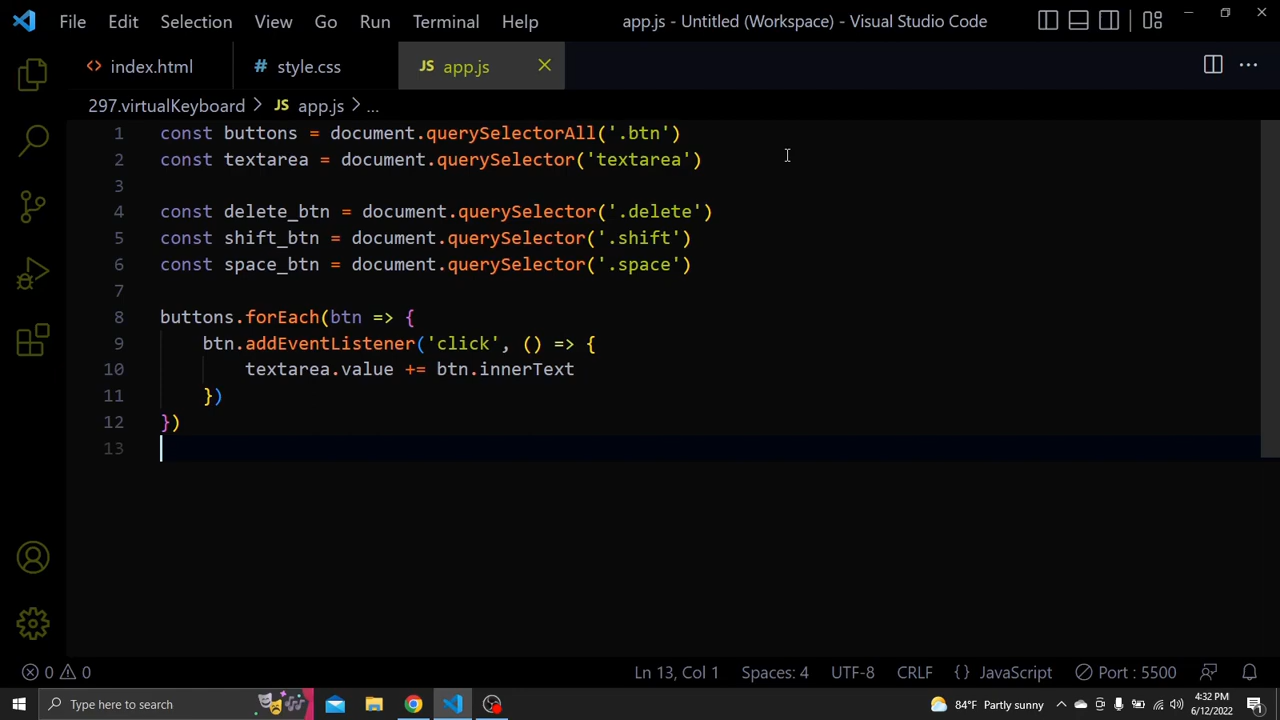 File Edit Selection View Go Run Terminal Help app.js - Untitled (Workspace) - Visual Studio Code
<> index.html # style.css JS app.js
297.virtualKeyboard > JS app.js > ...
1 const buttons = document.querySelectorAll('.btn')
2 const textarea = document.querySelector('textarea')
3
4 const delete_btn = document.querySelector('.delete')
5 const shift_btn = document.querySelector('.shift')
6 const space_btn = document.querySelector('.space')
7
8 buttons.forEach(btn => {
9 btn.addEventListener('click', () => {
10 textarea.value += btn.innerText
11 })
12 })
13
0 0 Ln 13, Col 1 Spaces: 4 UTF-8 CRLF {} JavaScript Port : 5500
Type here to search 84°F Partly sunny 4:32 PM
6/12/2022 1